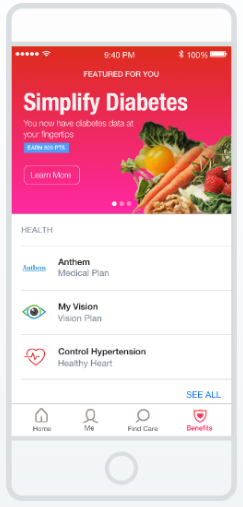 9:40 PM 100%
FEATURED FOR YOU
Simplify Diabetes
You now have diabetes data at
your fingertips
EARN 500 PTS
Learn More
HEALTH
Anthem
Anthem
Medical Plan
My Vision
Vision Plan
Control Hypertension
Healthy Heart
SEE ALL
Home Me Find Care Benefits